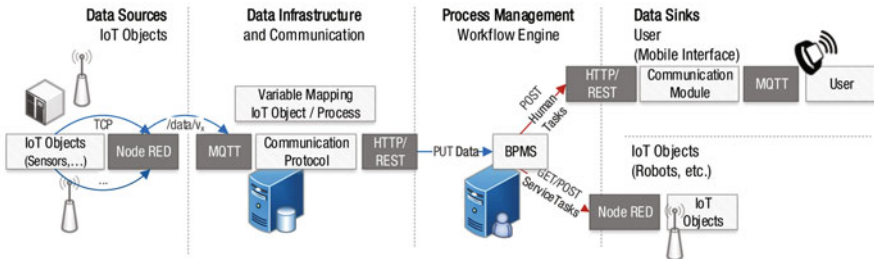 Data Sources
IoT Objects
Data Infrastructure
and Communication
Process Management
Workflow Engine
Data Sinks
User
(Mobile Interface)
HTTP/
REST
Communication
Module
MQTT
User
Variable Mapping
IoT Object / Process
POST
Human
Tasks
TCP
/data/vₓ
IoT Objects
(Sensors,...)
Node RED
MQTT
Communication
Protocol
HTTP/
REST
PUT Data
BPMS
...
GET/POST
ServiceTasks
IoT Objects
(Robots, etc.)
Node RED
IoT
Objects